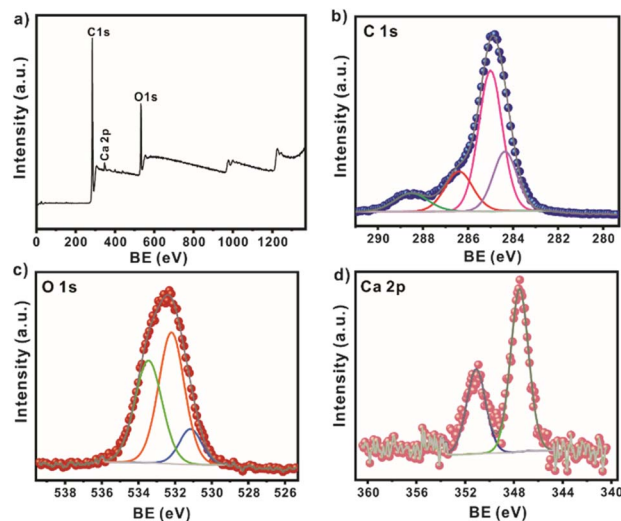 a)
C1s
O1s
Ca 2p
Intensity (a.u.)
0 200 400 600 800 1000 1200
BE (eV)
b)
C 1s
Intensity (a.u.)
290 288 286 284 282 280
BE (eV)
c)
O 1s
Intensity (a.u.)
538 536 534 532 530 528 526
BE (eV)
d)
Ca 2p
Intensity (a.u.)
360 356 352 348 344 340
BE (eV)